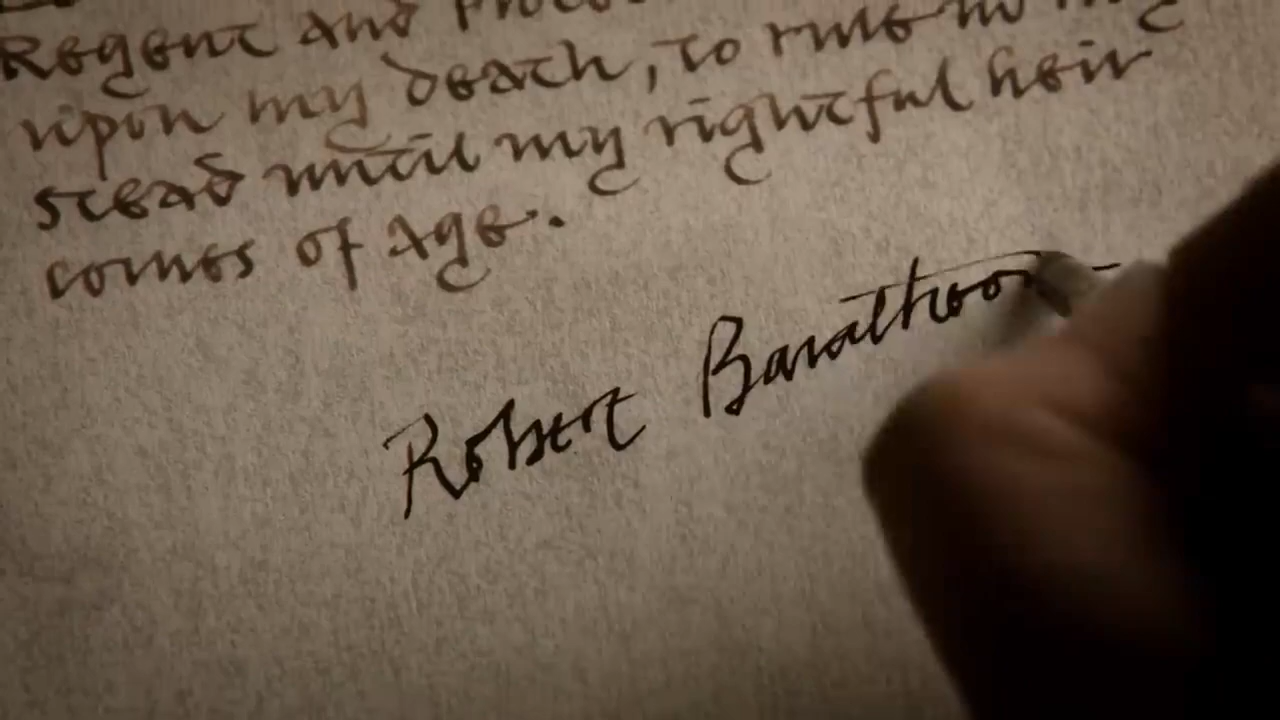 Regent and
upon my death, to rule in my
stead until my rightful heir
comes of age.
Robert Baratheon